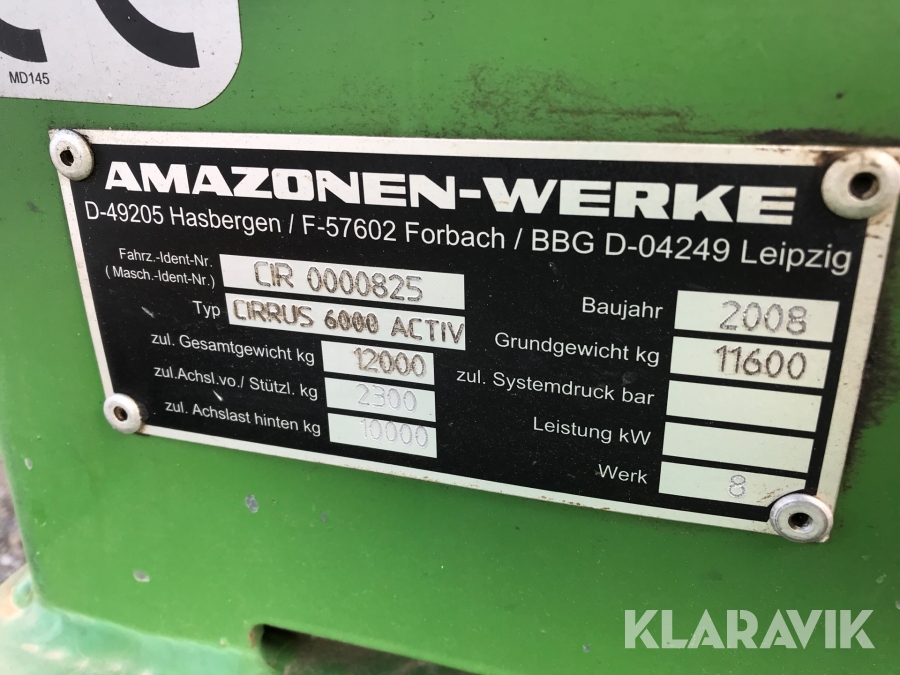 MD145
AMAZONEN-WERKE
D-49205 Hasbergen / F-57602 Forbach / BBG D-04249 Leipzig
Fahrz.-Ident-Nr.
( Masch.-Ident-Nr.) CIR 0000825
Typ CIRRUS 6000 ACTIV
zul. Gesamtgewicht kg 12000
zul.Achsl.vo./ Stützl. kg 2300
zul. Achslast hinten kg 10000
Baujahr 2008
Grundgewicht kg 11600
zul. Systemdruck bar
Leistung kW
Werk 8
KLARAVIK